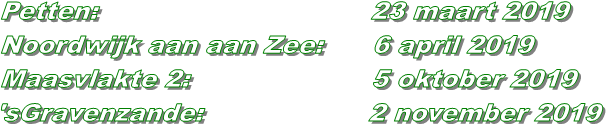 Petten: 23 maart 2019
Noordwijk aan aan Zee: 6 april 2019
Maasvlakte 2: 5 oktober 2019
'sGravenzande: 2 november 2019